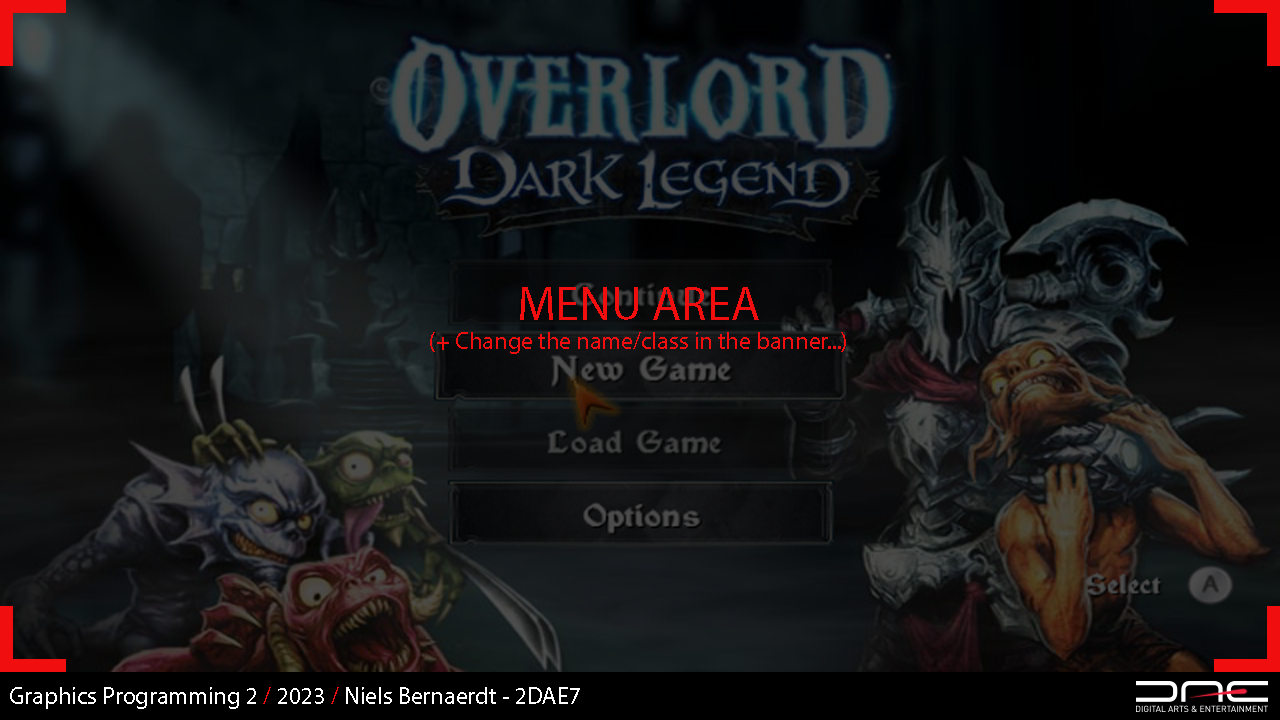 OVERLORD
DARK LEGEND
Continue
MENU AREA
(+ Change the name/class in the banner...)
New Game
Load Game
Options
Select A
Graphics Programming 2 / 2023 / Niels Bernaerdt - 2DAE7
DAE
DIGITAL ARTS & ENTERTAINMENT